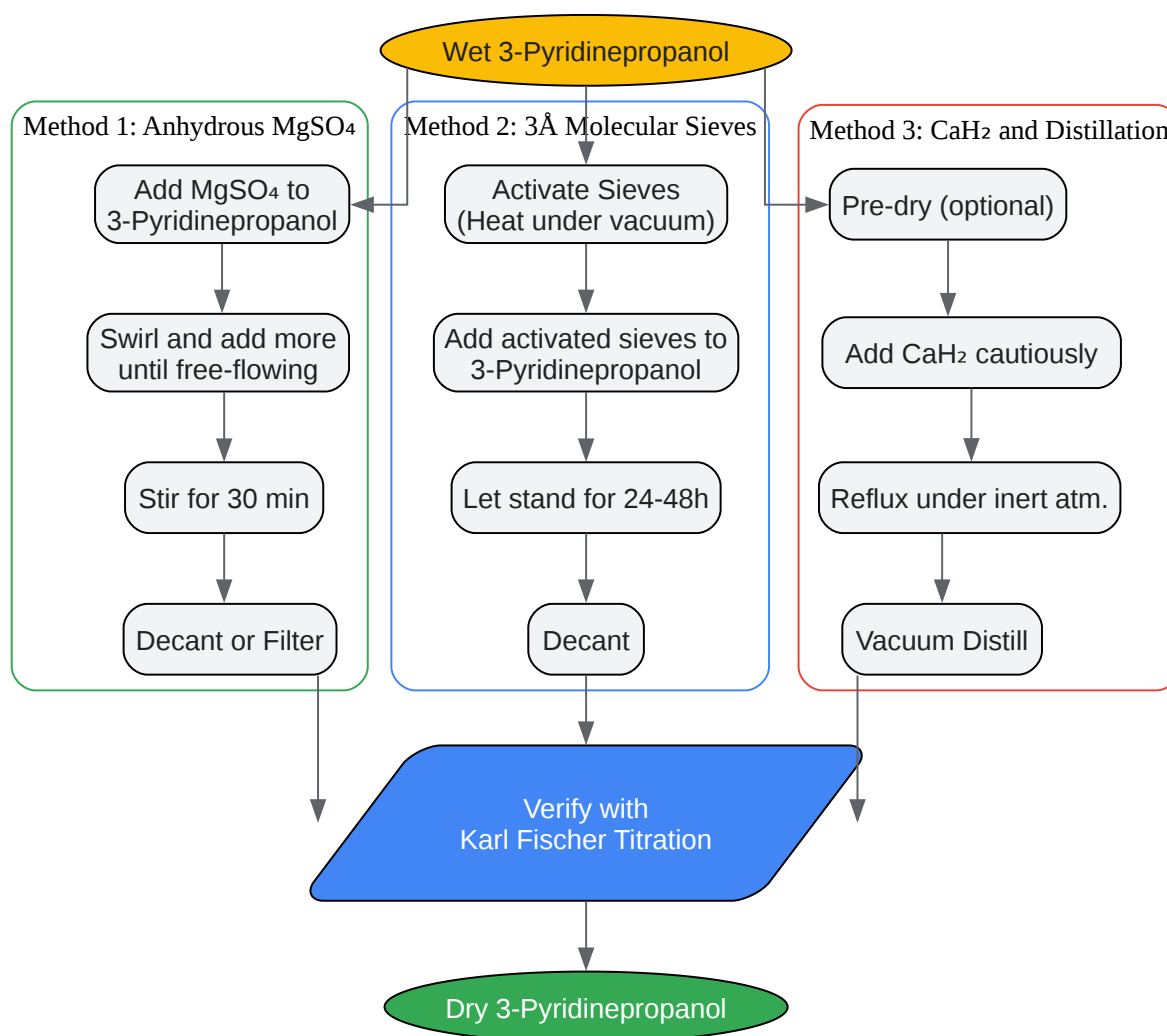 Wet 3-Pyridinepropanol
Method 1: Anhydrous MgSO₄
Add MgSO₄ to
3-Pyridinepropanol
Swirl and add more
until free-flowing
Stir for 30 min
Decant or Filter
Method 2: 3Å Molecular Sieves
Activate Sieves
(Heat under vacuum)
Add activated sieves to
3-Pyridinepropanol
Let stand for 24-48h
Decant
Method 3: CaH₂ and Distillation
Pre-dry (optional)
Add CaH₂ cautiously
Reflux under inert atm.
Vacuum Distill
Verify with
Karl Fischer Titration
Dry 3-Pyridinepropanol